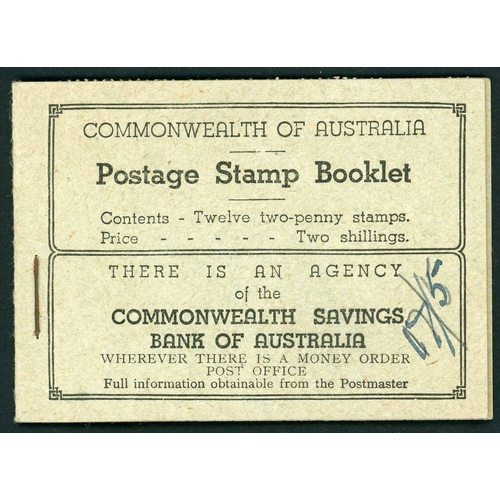 COMMONWEALTH OF AUSTRALIA
Postage Stamp Booklet
Contents - Twelve two-penny stamps.
Price - - - - - Two shillings.
THERE IS AN AGENCY
of the
COMMONWEALTH SAVINGS
BANK OF AUSTRALIA
WHEREVER THERE IS A MONEY ORDER
POST OFFICE
Full information obtainable from the Postmaster